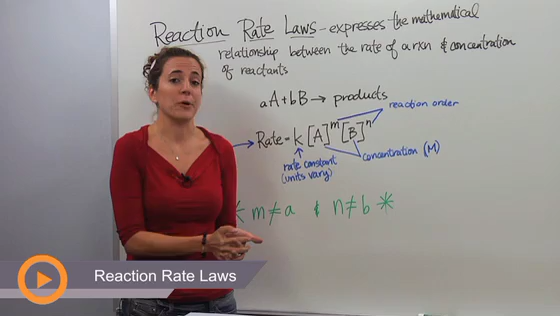 Reaction Rate Laws - expresses the mathematical
relationship between the rate of a rxn & concentration
of reactants
aA + bB → products
reaction order
Rate = k [A]^m [B]^n
rate constant
(units vary)
concentration (M)
* m ≠ a & n ≠ b *
Reaction Rate Laws